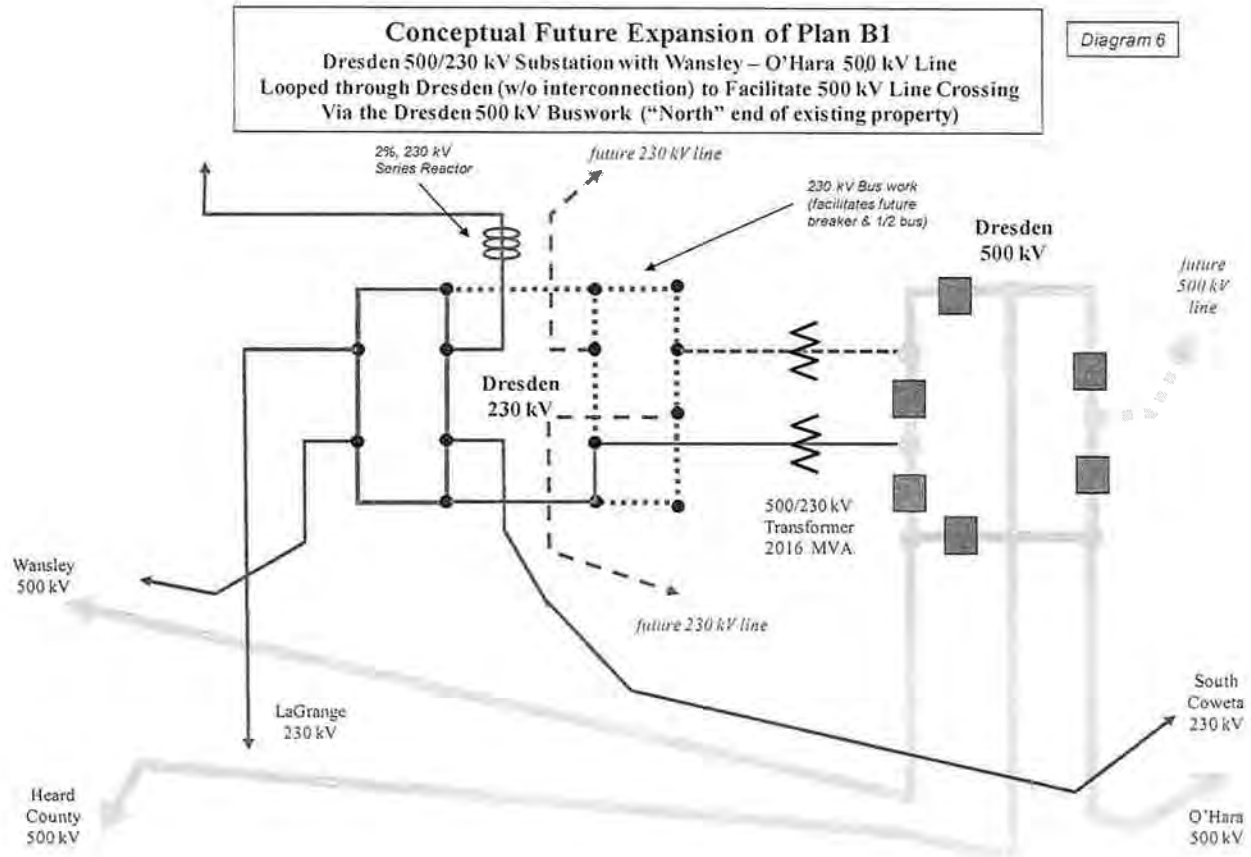 Conceptual Future Expansion of Plan B1
Dresden 500/230 kV Substation with Wansley – O'Hara 500 kV Line
Looped through Dresden (w/o interconnection) to Facilitate 500 kV Line Crossing
Via the Dresden 500 kV Buswork ("North" end of existing property)
Diagram 6
2%, 230 kV
Series Reactor
future 230 kV line
230 kV Bus work
(facilitates future
breaker & 1/2 bus)
Dresden
500 kV
future
500 kV
line
Dresden
230 kV
500/230 kV
Transformer
2016 MVA
Wansley
500 kV
future 230 kV line
LaGrange
230 kV
South
Coweta
230 kV
Heard
County
500 kV
O'Hara
500 kV